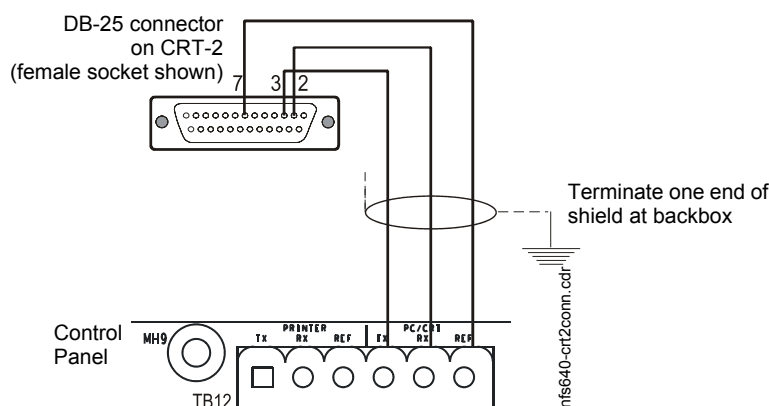 DB-25 connector
on CRT-2
(female socket shown)
7 3 2
Terminate one end of
shield at backbox
nfs640-crt2conn.cdr
Control
Panel
MH9
PRINTER PC/CRT
TX RX REF TX RX REF
TB12